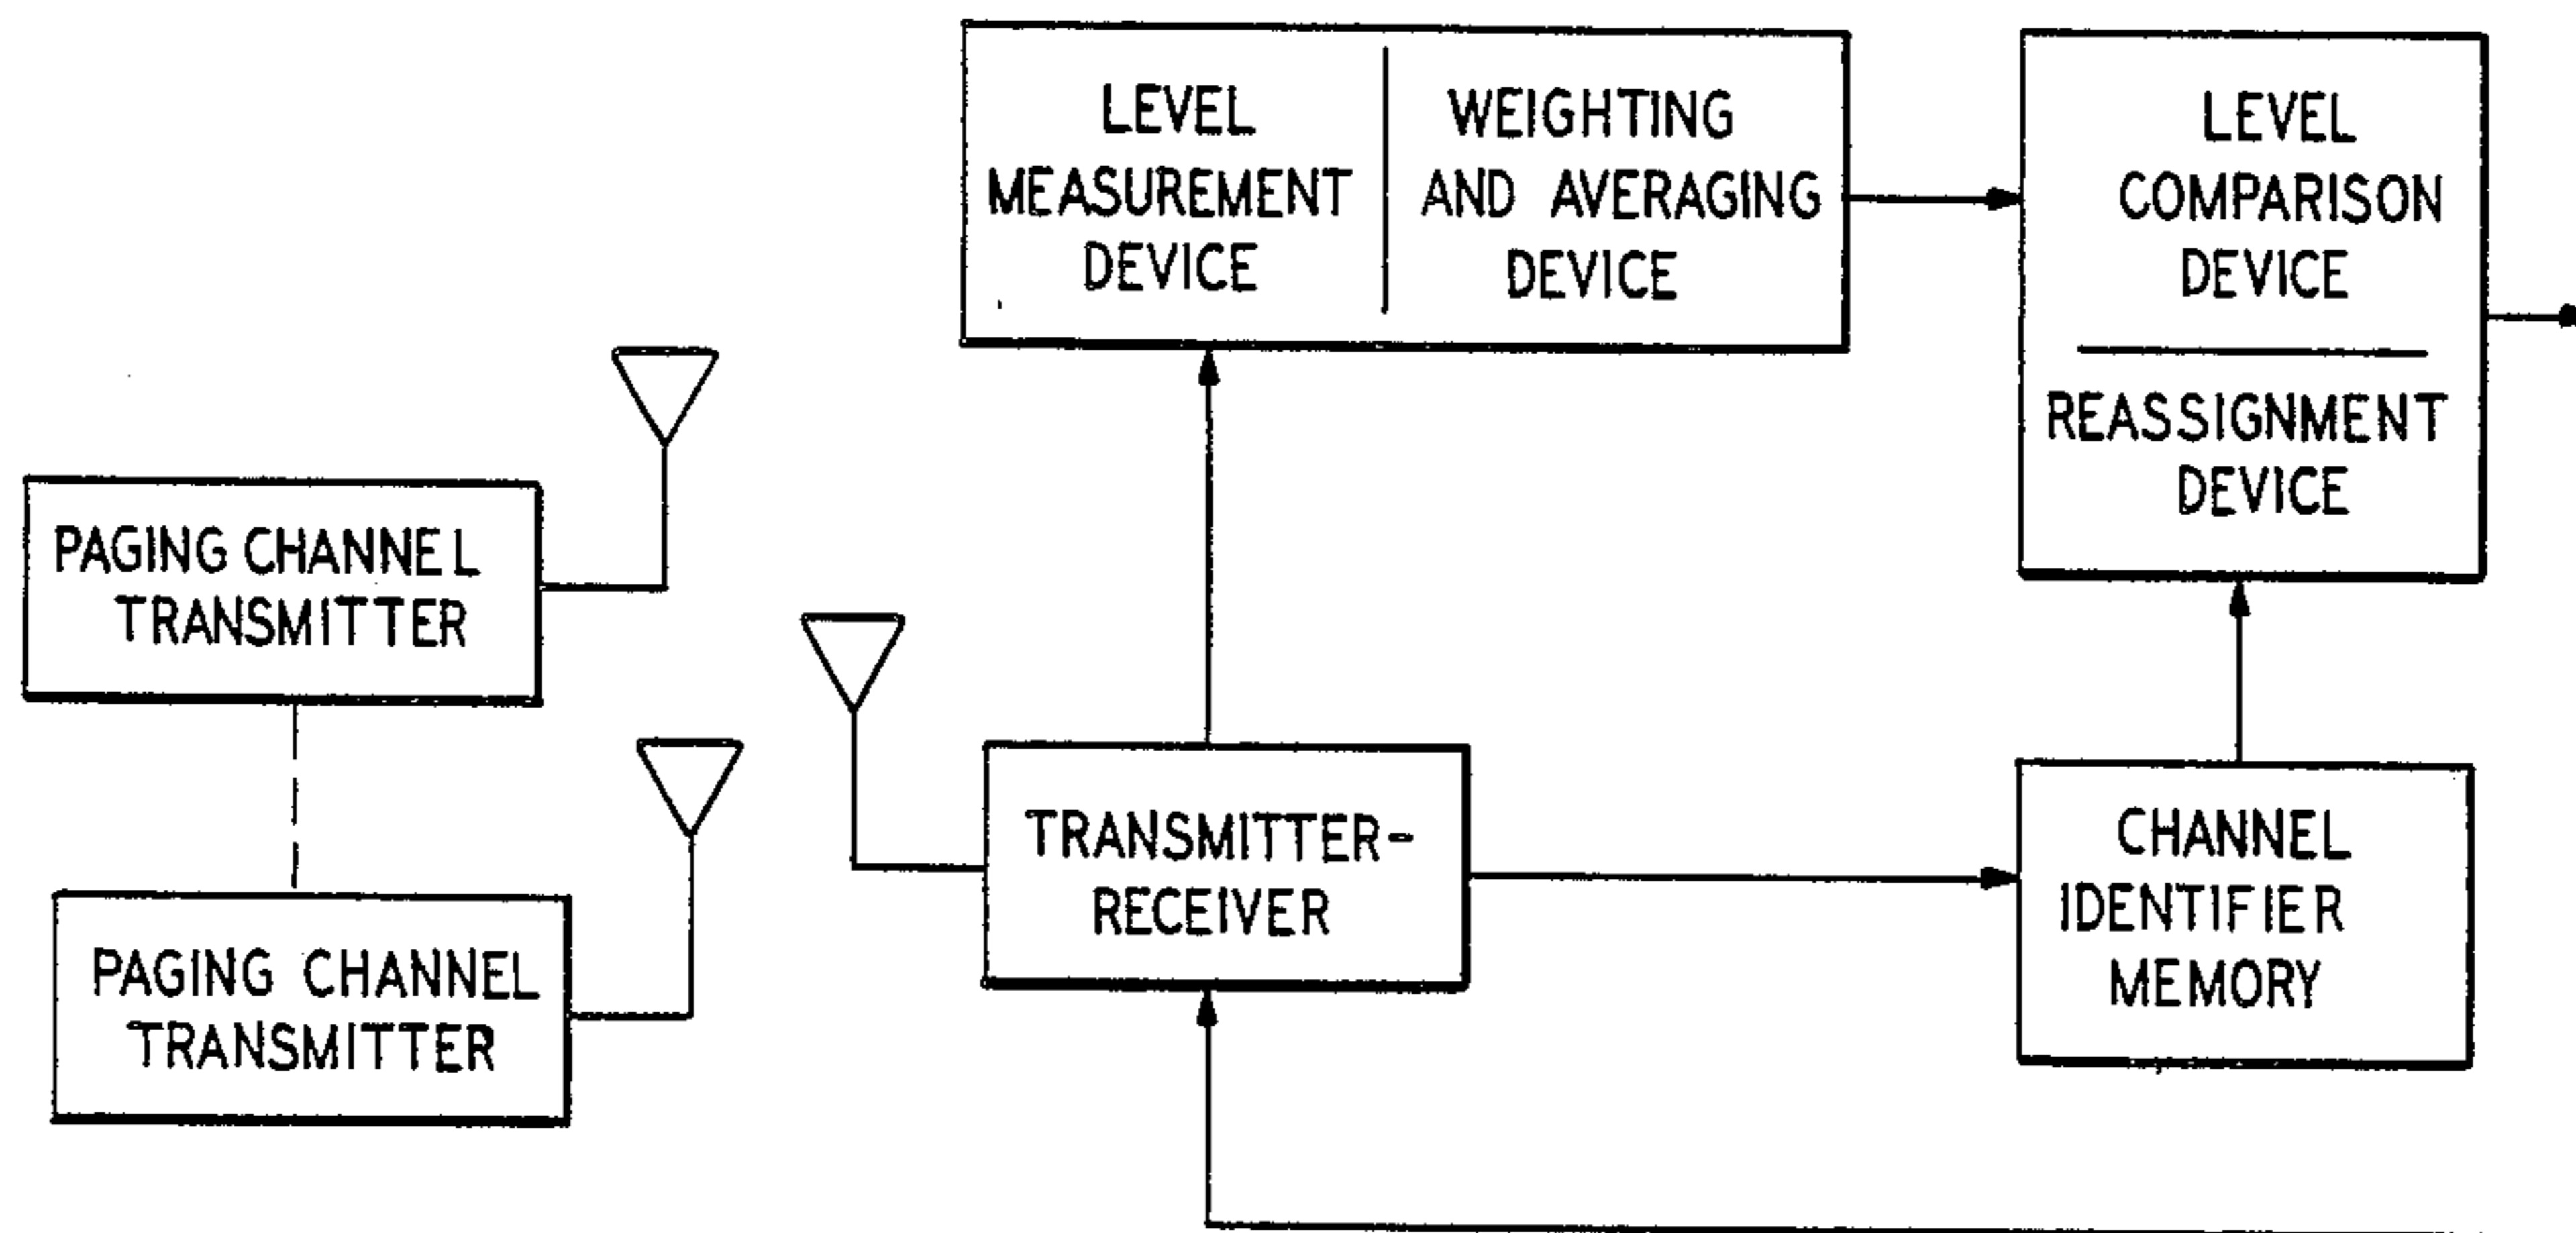 LEVEL
MEASUREMENT
DEVICE
WEIGHTING
AND AVERAGING
DEVICE
LEVEL
COMPARISON
DEVICE
REASSIGNMENT
DEVICE
PAGING CHANNEL
TRANSMITTER
PAGING CHANNEL
TRANSMITTER
TRANSMITTER-
RECEIVER
CHANNEL
IDENTIFIER
MEMORY